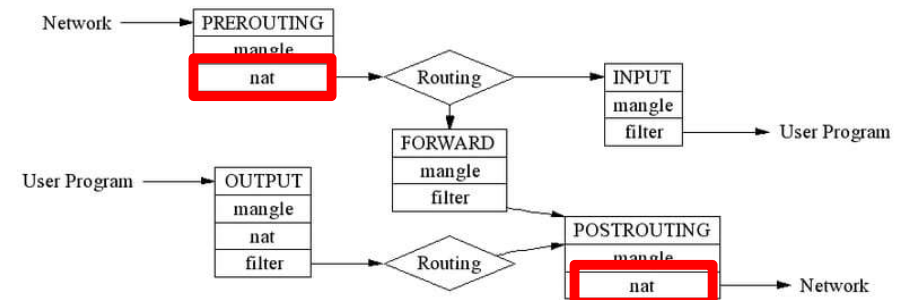 Network
PREROUTING
mangle
nat
Routing
INPUT
mangle
filter
User Program
FORWARD
mangle
filter
User Program
OUTPUT
mangle
nat
filter
Routing
POSTROUTING
mangle
nat
Network